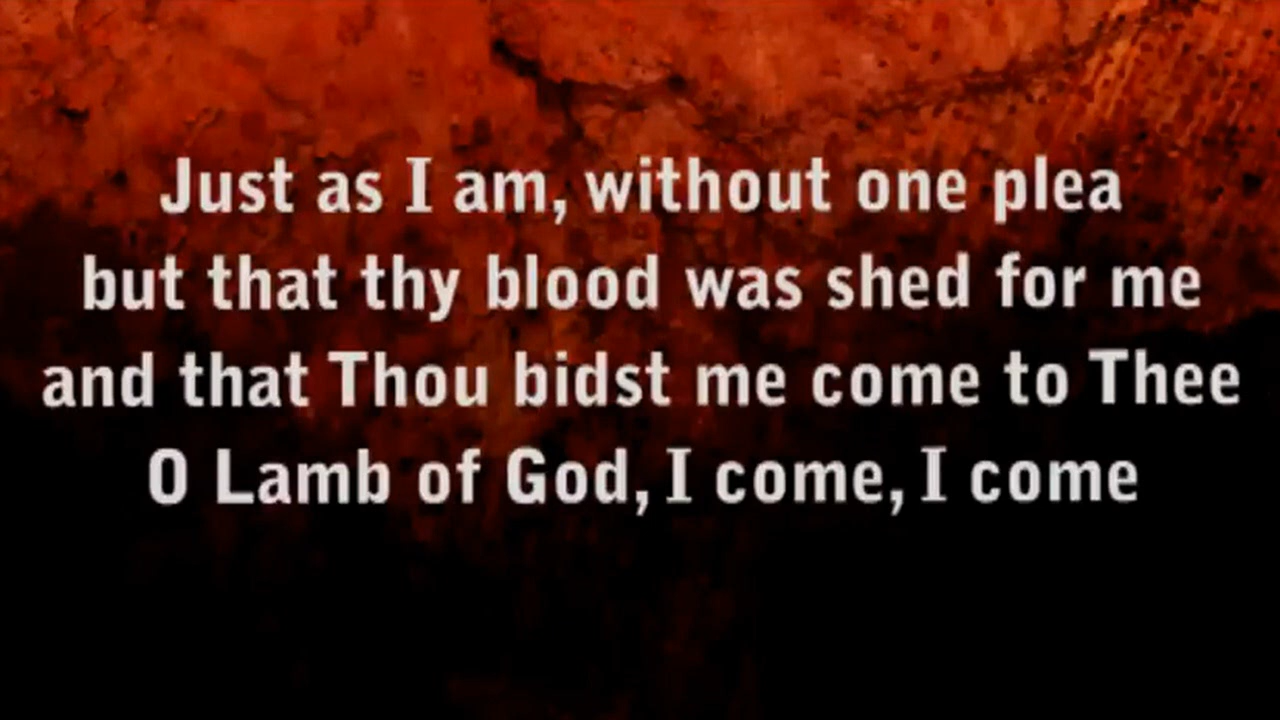 Just as I am, without one plea
but that thy blood was shed for me
and that Thou bidst me come to Thee
O Lamb of God, I come, I come